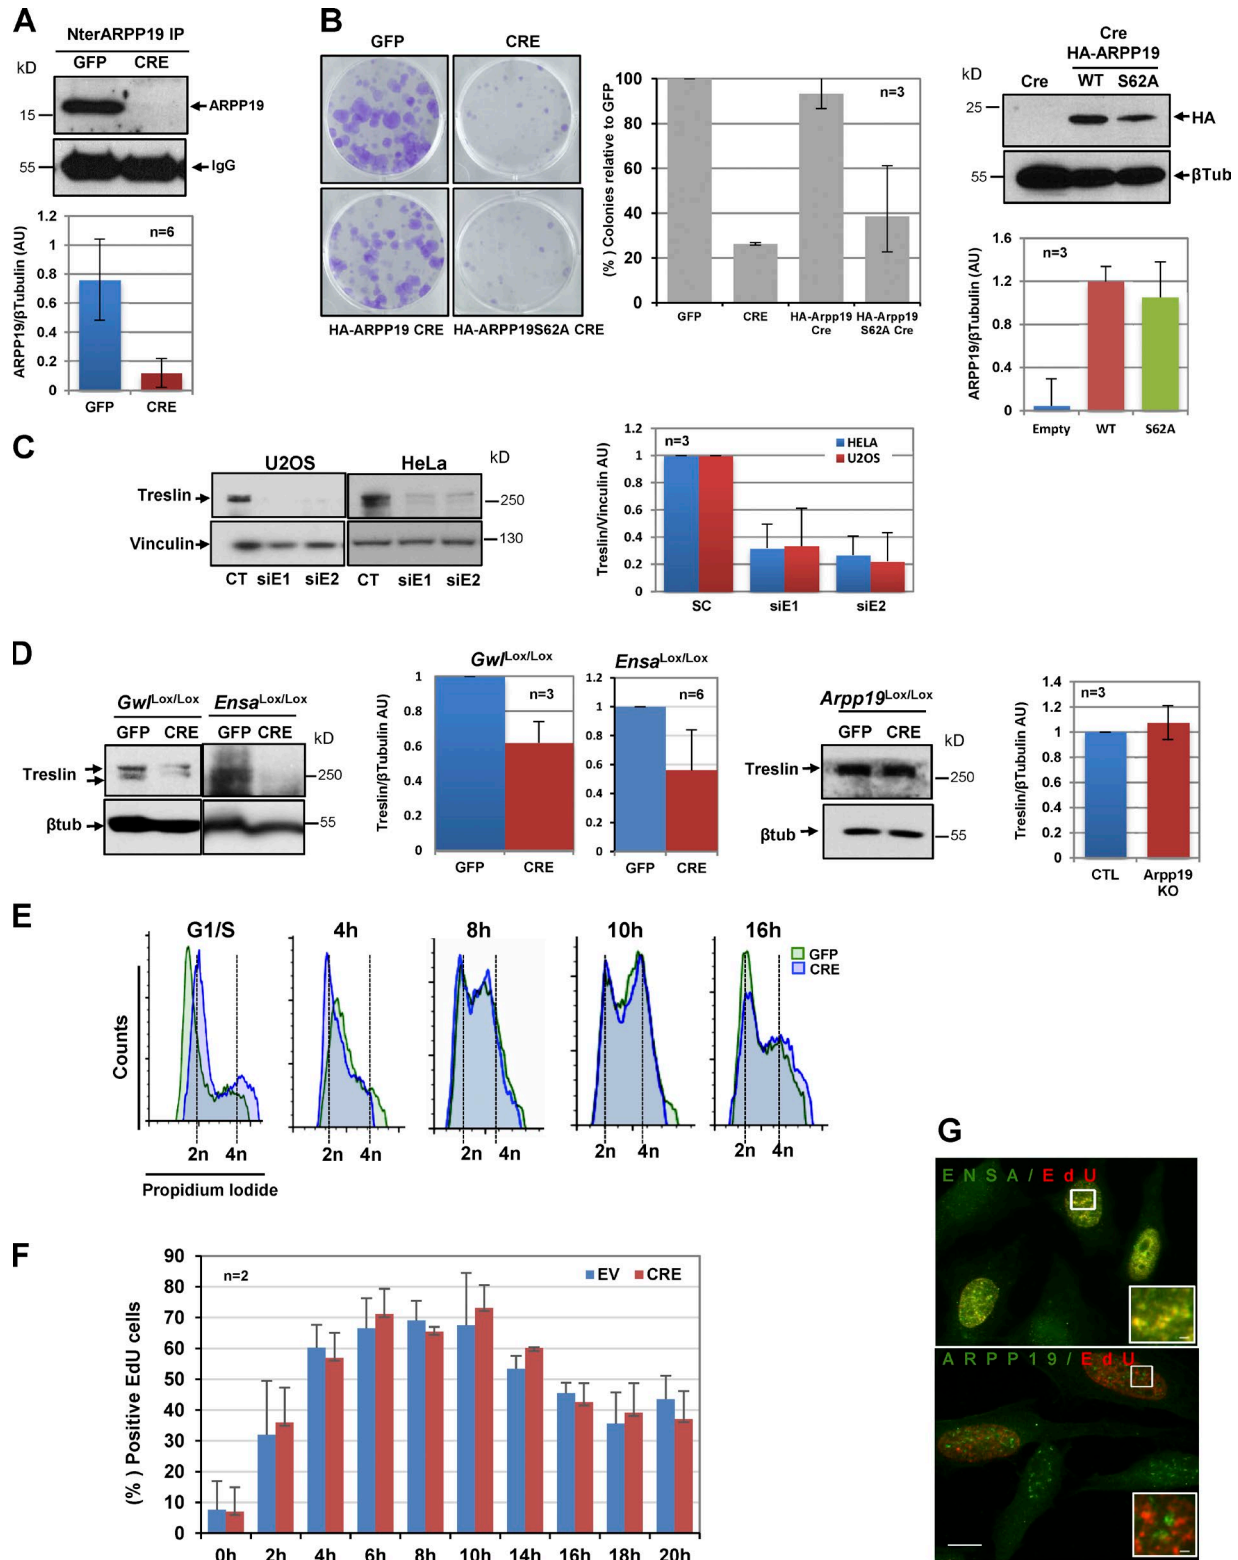 A
NterARPP19 IP
GFP CRE
kD
15
ARPP19
55
IgG
ARPP19/βTubulin (AU)
1.2
1
0.8
0.6
0.4
0.2
0
n=6
GFP CRE
B
GFP CRE
HA-ARPP19 CRE HA-ARPP19S62A CRE
(% ) Colonies relative to GFP
100
80
60
40
20
0
n=3
GFP CRE HA-Arpp19 HA-Arpp19
Cre S62A Cre
Cre
HA-ARPP19
kD Cre WT S62A
25
HA
55
βTub
ARPP19/βTubulin (AU)
1.6
1.2
0.8
0.4
0
n=3
Empty WT S62A
C
U2OS HeLa kD
Treslin 250
Vinculin 130
CT siE1 siE2 CT siE1 siE2
Treslin/Vinculin AU)
1.2
1
0.8
0.6
0.4
0.2
0
n=3
HELA
U2OS
SC siE1 siE2
D
GwlLox/Lox EnsaLox/Lox
GFP CRE GFP CRE kD
Treslin 250
βtub 55
Treslin/βTubulin AU)
GwlLox/Lox
1
0.8
0.6
0.4
0.2
0
n=3
GFP CRE
EnsaLox/Lox
1.2
1
0.8
0.6
0.4
0.2
0
n=6
GFP CRE
Arpp19Lox/Lox
GFP CRE kD
Treslin 250
βtub 55
Treslin/βTubulin AU)
1.4
1.2
1
0.8
0.6
0.4
0.2
0
n=3
CTL Arpp19
KO
E
G1/S 4h 8h 10h 16h
GFP
CRE
Counts
2n 4n 2n 4n 2n 4n 2n 4n 2n 4n
Propidium Iodide
F
(% ) Positive EdU cells
90
80
70
60
50
40
30
20
10
0
n=2
EV CRE
0h 2h 4h 6h 8h 10h 14h 16h 18h 20h
G
ENSA/EdU
ARPP19/EdU